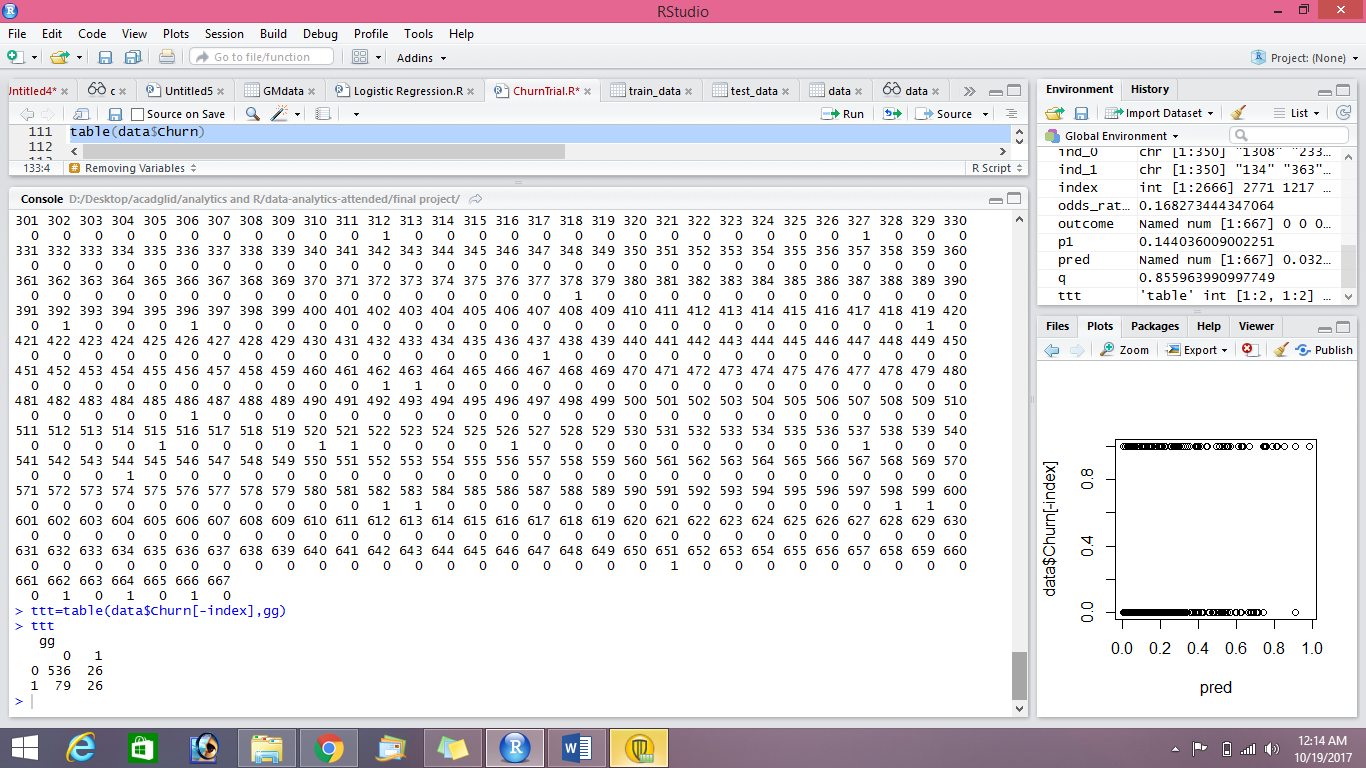 RStudio
File Edit Code View Plots Session Build Debug Profile Tools Help
Go to file/function Addins Project: (None)
Untitled4* c Untitled5 GMdata Logistic Regression.R ChurnTrial.R* train_data test_data data data
Source on Save Run Source
111 table(data$Churn)
112
133:4 Removing Variables R Script
Console D:/Desktop/acadglid/analytics and R/data-analytics-attended/final project/
301 302 303 304 305 306 307 308 309 310 311 312 313 314 315 316 317 318 319 320 321 322 323 324 325 326 327 328 329 330
0 0 0 0 0 0 0 0 0 0 0 1 0 0 0 0 0 0 0 0 0 0 0 0 0 0 1 0 0 0
331 332 333 334 335 336 337 338 339 340 341 342 343 344 345 346 347 348 349 350 351 352 353 354 355 356 357 358 359 360
0 0 0 0 0 0 0 0 0 0 0 0 0 0 0 0 0 0 0 0 0 0 0 0 0 0 0 0 0 0
361 362 363 364 365 366 367 368 369 370 371 372 373 374 375 376 377 378 379 380 381 382 383 384 385 386 387 388 389 390
0 0 0 0 0 0 0 0 0 0 0 0 0 0 0 0 0 1 0 0 0 0 0 0 0 0 0 0 0 0
391 392 393 394 395 396 397 398 399 400 401 402 403 404 405 406 407 408 409 410 411 412 413 414 415 416 417 418 419 420
0 1 0 0 0 1 0 0 0 0 0 0 0 0 0 0 0 0 0 0 0 0 0 0 0 0 0 0 1 0
421 422 423 424 425 426 427 428 429 430 431 432 433 434 435 436 437 438 439 440 441 442 443 444 445 446 447 448 449 450
0 0 0 0 0 0 0 0 0 0 0 0 0 0 0 0 1 0 0 0 0 0 0 0 0 0 0 0 0 0
451 452 453 454 455 456 457 458 459 460 461 462 463 464 465 466 467 468 469 470 471 472 473 474 475 476 477 478 479 480
0 0 0 0 0 0 0 0 0 0 0 1 1 0 0 0 0 0 0 0 0 0 0 0 0 0 0 0 0 0
481 482 483 484 485 486 487 488 489 490 491 492 493 494 495 496 497 498 499 500 501 502 503 504 505 506 507 508 509 510
0 0 0 0 0 1 0 0 0 0 0 0 0 0 0 0 0 0 0 0 0 0 0 0 0 0 0 0 0 0
511 512 513 514 515 516 517 518 519 520 521 522 523 524 525 526 527 528 529 530 531 532 533 534 535 536 537 538 539 540
0 0 0 0 1 0 0 0 0 1 1 0 0 0 0 1 0 0 0 0 0 0 0 0 0 0 1 0 0 0
541 542 543 544 545 546 547 548 549 550 551 552 553 554 555 556 557 558 559 560 561 562 563 564 565 566 567 568 569 570
0 0 0 1 0 0 0 0 0 0 0 0 0 0 0 0 0 0 0 0 0 0 0 0 0 0 0 0 0 0
571 572 573 574 575 576 577 578 579 580 581 582 583 584 585 586 587 588 589 590 591 592 593 594 595 596 597 598 599 600
0 0 0 0 0 0 0 0 0 0 0 1 1 0 0 0 0 0 0 0 0 0 0 0 0 0 0 1 1 0
601 602 603 604 605 606 607 608 609 610 611 612 613 614 615 616 617 618 619 620 621 622 623 624 625 626 627 628 629 630
0 0 0 0 0 0 0 0 0 0 0 0 0 0 0 0 0 0 0 0 0 0 0 0 0 0 0 0 0 0
631 632 633 634 635 636 637 638 639 640 641 642 643 644 645 646 647 648 649 650 651 652 653 654 655 656 657 658 659 660
0 0 0 0 0 0 0 0 0 0 0 0 0 0 0 0 0 0 0 0 1 0 0 0 0 0 0 0 0 0
661 662 663 664 665 666 667
0 1 0 1 0 1 0
> ttt=table(data$Churn[-index],gg)
> ttt
gg
0 1
0 536 26
1 79 26
>
Environment History
Import Dataset List
Global Environment
ind_0 chr [1:350] "1308" "233…
ind_1 chr [1:350] "134" "363"…
index int [1:2666] 2771 1217 …
odds_rat… 0.168273444347064
outcome Named num [1:667] 0 0 0…
p1 0.144036009002251
pred Named num [1:667] 0.032…
q 0.855963990997749
ttt 'table' int [1:2, 1:2] …
Files Plots Packages Help Viewer
Zoom Export Publish
data$Churn[-index]
0.8
0.4
0.0
0.0 0.2 0.4 0.6 0.8 1.0
pred
12:14 AM
10/19/2017